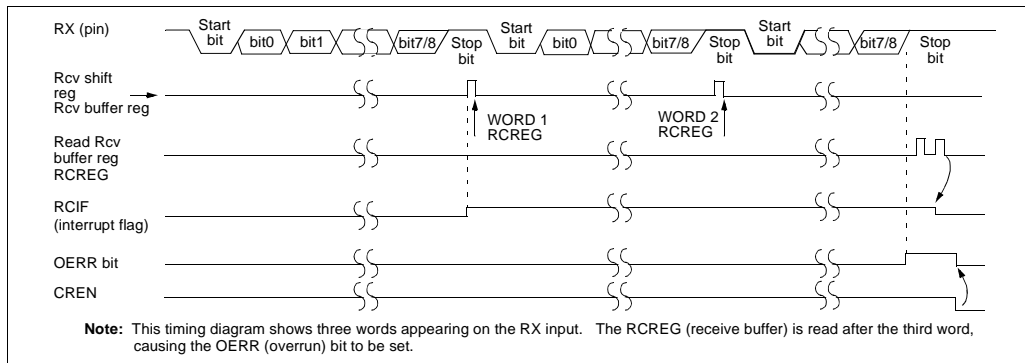 RX (pin)
Start
bit
bit0
bit1
bit7/8
Stop
bit
Start
bit
bit0
bit7/8
Stop
bit
Start
bit
bit7/8
Stop
bit
Rcv shift
reg
Rcv buffer reg
WORD 1
RCREG
WORD 2
RCREG
Read Rcv
buffer reg
RCREG
RCIF
(interrupt flag)
OERR bit
CREN
Note: This timing diagram shows three words appearing on the RX input. The RCREG (receive buffer) is read after the third word,
causing the OERR (overrun) bit to be set.